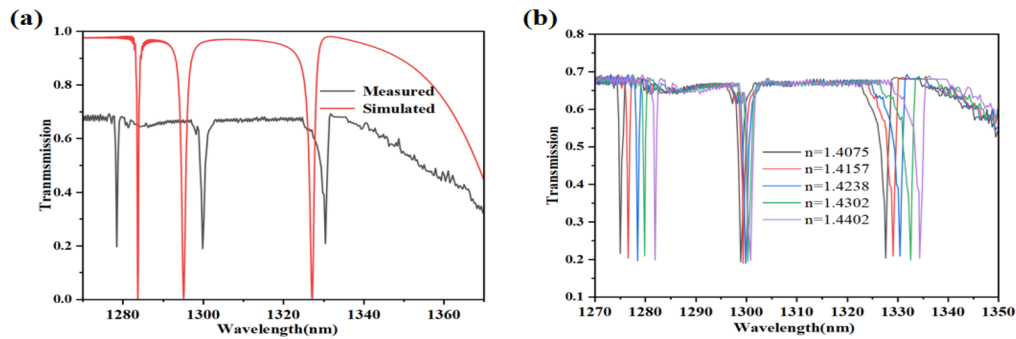 (a)
1.0
0.8
0.6
0.4
0.2
0.0
Tranmission
Measured
Simulated
1280 1300 1320 1340 1360
Wavelength(nm)
(b)
0.8
0.7
0.6
0.5
0.4
0.3
0.2
0.1
Transmission
n=1.4075
n=1.4157
n=1.4238
n=1.4302
n=1.4402
1270 1280 1290 1300 1310 1320 1330 1340 1350
Wavelength(nm)